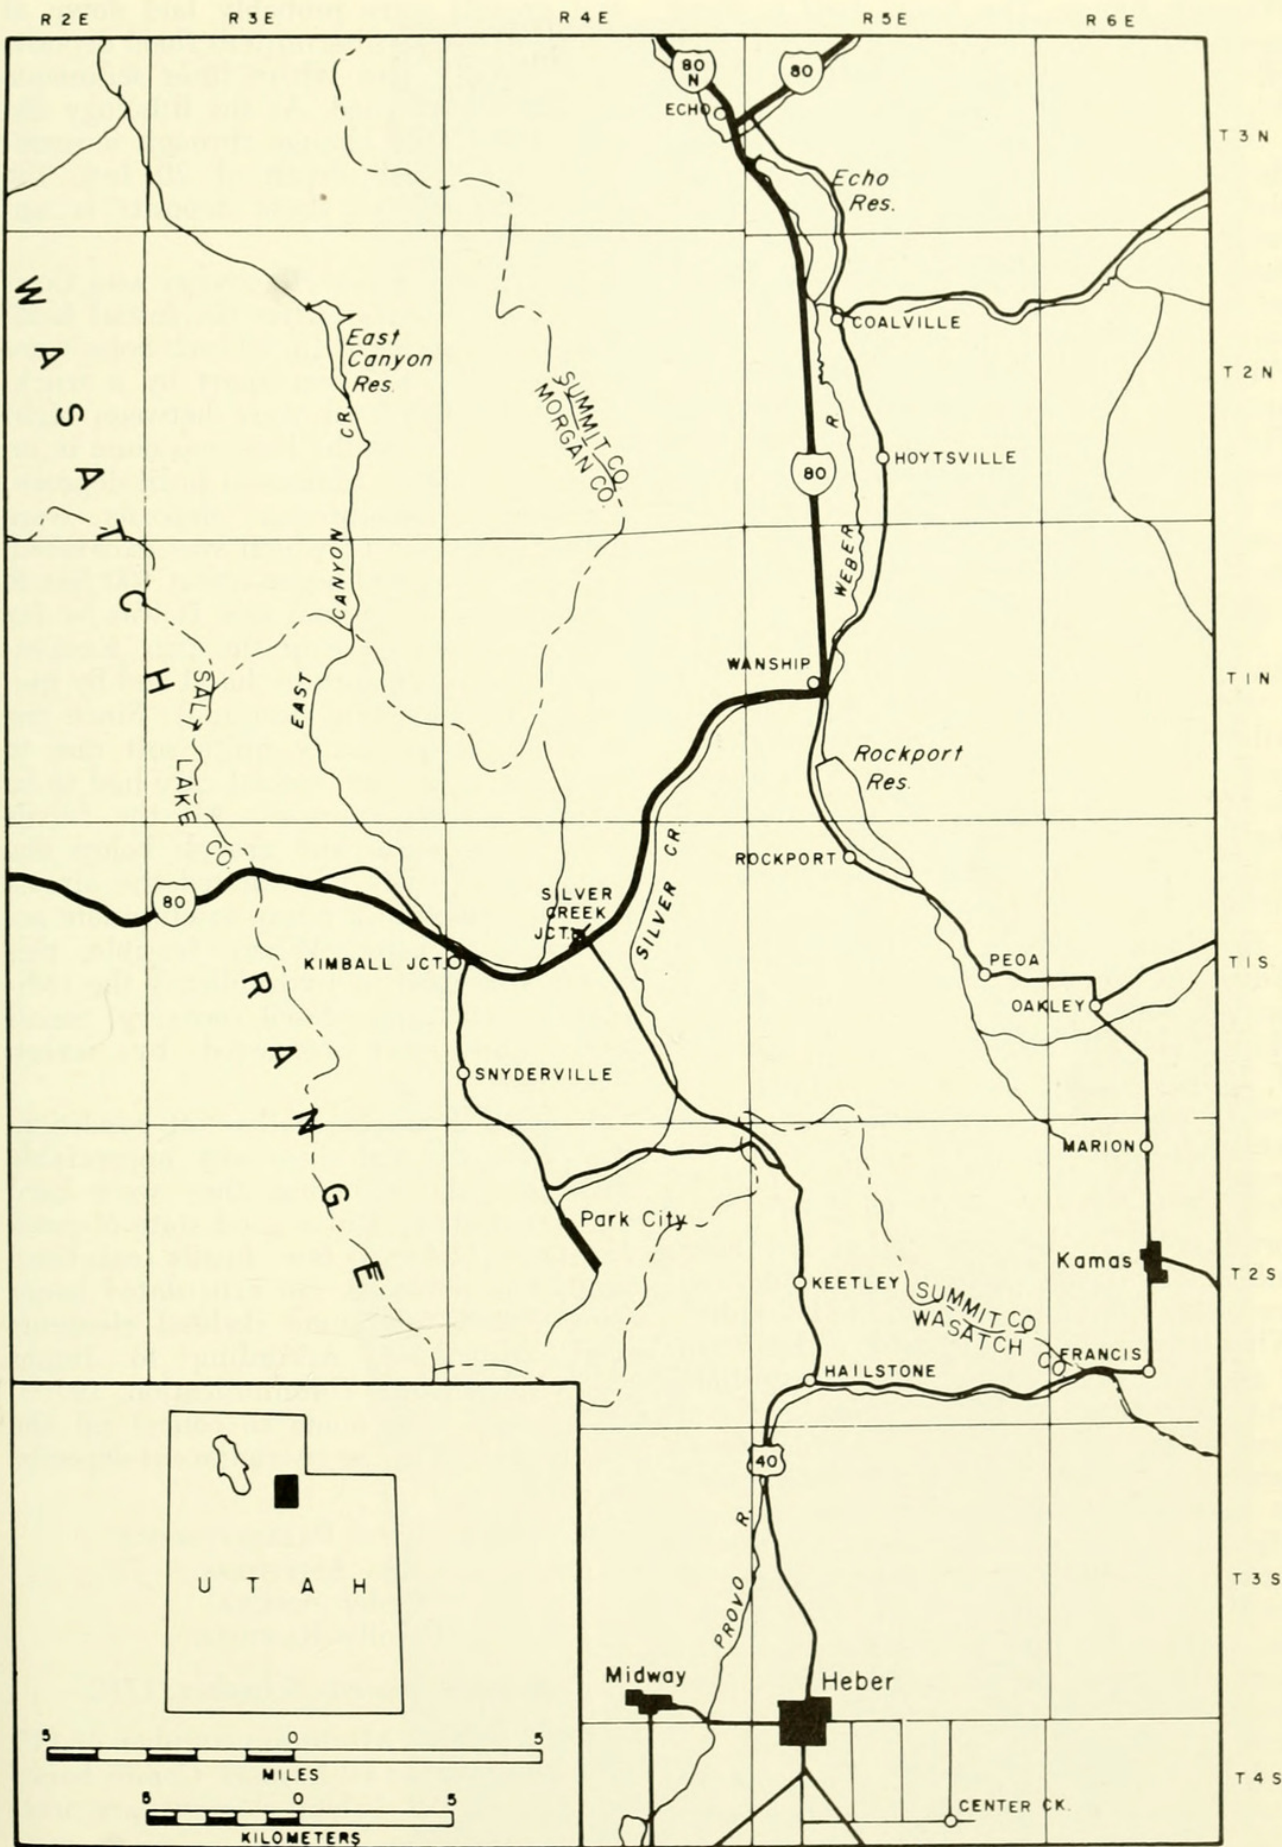 R 2 E
R 3 E
R 4 E
R 5 E
R 6 E
80
N
80
ECHO
T 3 N
Echo
Res.
WASATCH
East
Canyon
Res.
COALVILLE
T 2 N
SUMMIT CO.
MORGAN CO.
CR.
R.
80
HOYTSVILLE
CANYON
WEBER
WANSHIP
T 1 N
SALT LAKE CO.
EAST
Rockport
Res.
ROCKPORT
SILVER CR.
80
SILVER
CREEK
JCT.
KIMBALL JCT.
PEOA
T 1 S
OAKLEY
RANGE
SNYDERVILLE
MARION
Park City
Kamas
T 2 S
KEETLEY
SUMMIT CO
WASATCH CO
FRANCIS
HAILSTONE
40
PROVO R.
UTAH
T 3 S
Midway
Heber
5 0 5
MILES
5 0 5
KILOMETERS
T 4 S
CENTER CK.